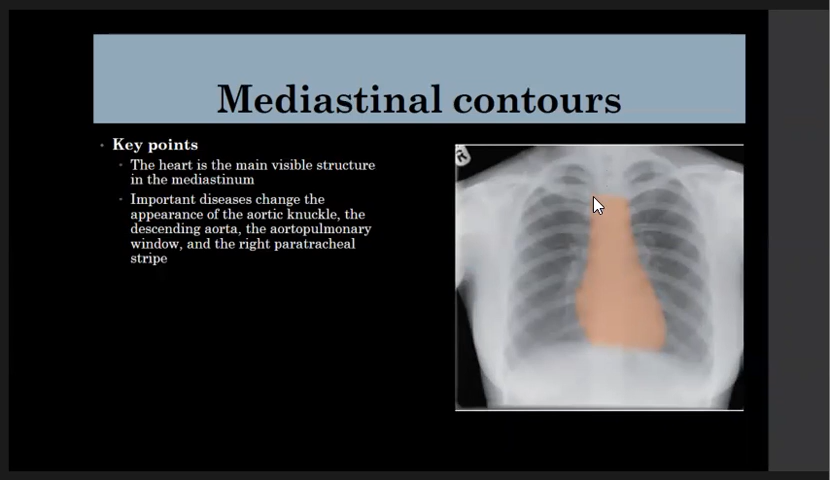 Mediastinal contours
Key points
The heart is the main visible structure
in the mediastinum
Important diseases change the
appearance of the aortic knuckle, the
descending aorta, the aortopulmonary
window, and the right paratracheal
stripe
R